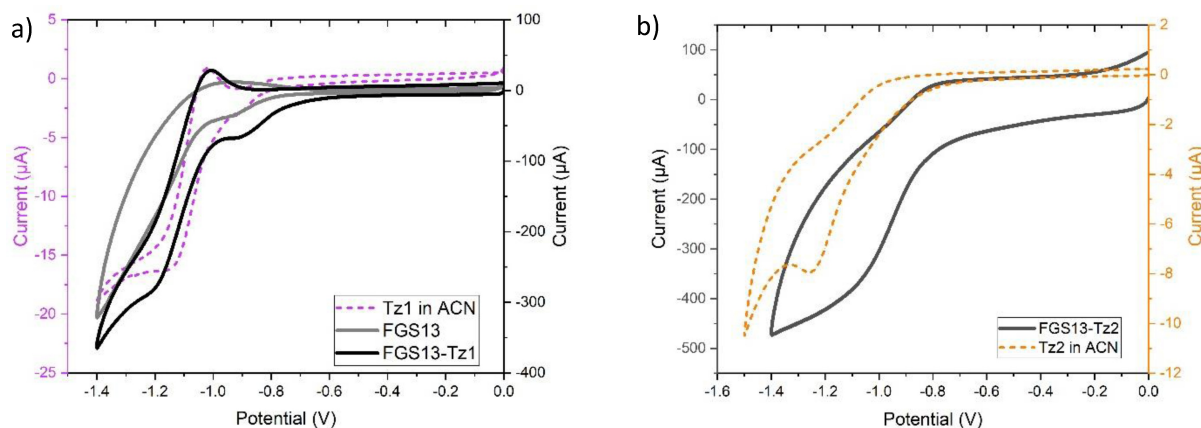 a)
5
0
-5
-10
-15
-20
-25
Current (µA)
100
0
-100
-200
-300
-400
Current (µA)
Tz1 in ACN
FGS13
FGS13-Tz1
-1.6 -1.4 -1.2 -1.0 -0.8 -0.6 -0.4 -0.2 0.0
Potential (V)
b)
100
0
-100
-200
-300
-400
-500
Current (µA)
2
0
-2
-4
-6
-8
-10
-12
Current (µA)
FGS13-Tz2
Tz2 in ACN
-1.6 -1.4 -1.2 -1.0 -0.8 -0.6 -0.4 -0.2 0.0
Potential (V)